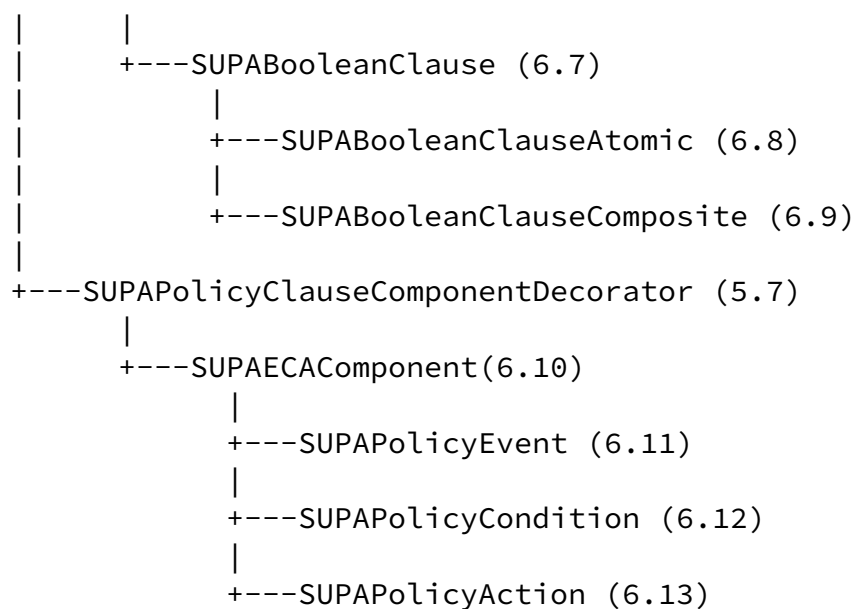 |      |
|      +---SUPABooleanClause (6.7)
|           |
|           +---SUPABooleanClauseAtomic (6.8)
|           |
|           +---SUPABooleanClauseComposite (6.9)
|
+---SUPAPolicyClauseComponentDecorator (5.7)
       |
       +---SUPAECAComponent(6.10)
             |
             +---SUPAPolicyEvent (6.11)
             |
             +---SUPAPolicyCondition (6.12)
             |
             +---SUPAPolicyAction (6.13)